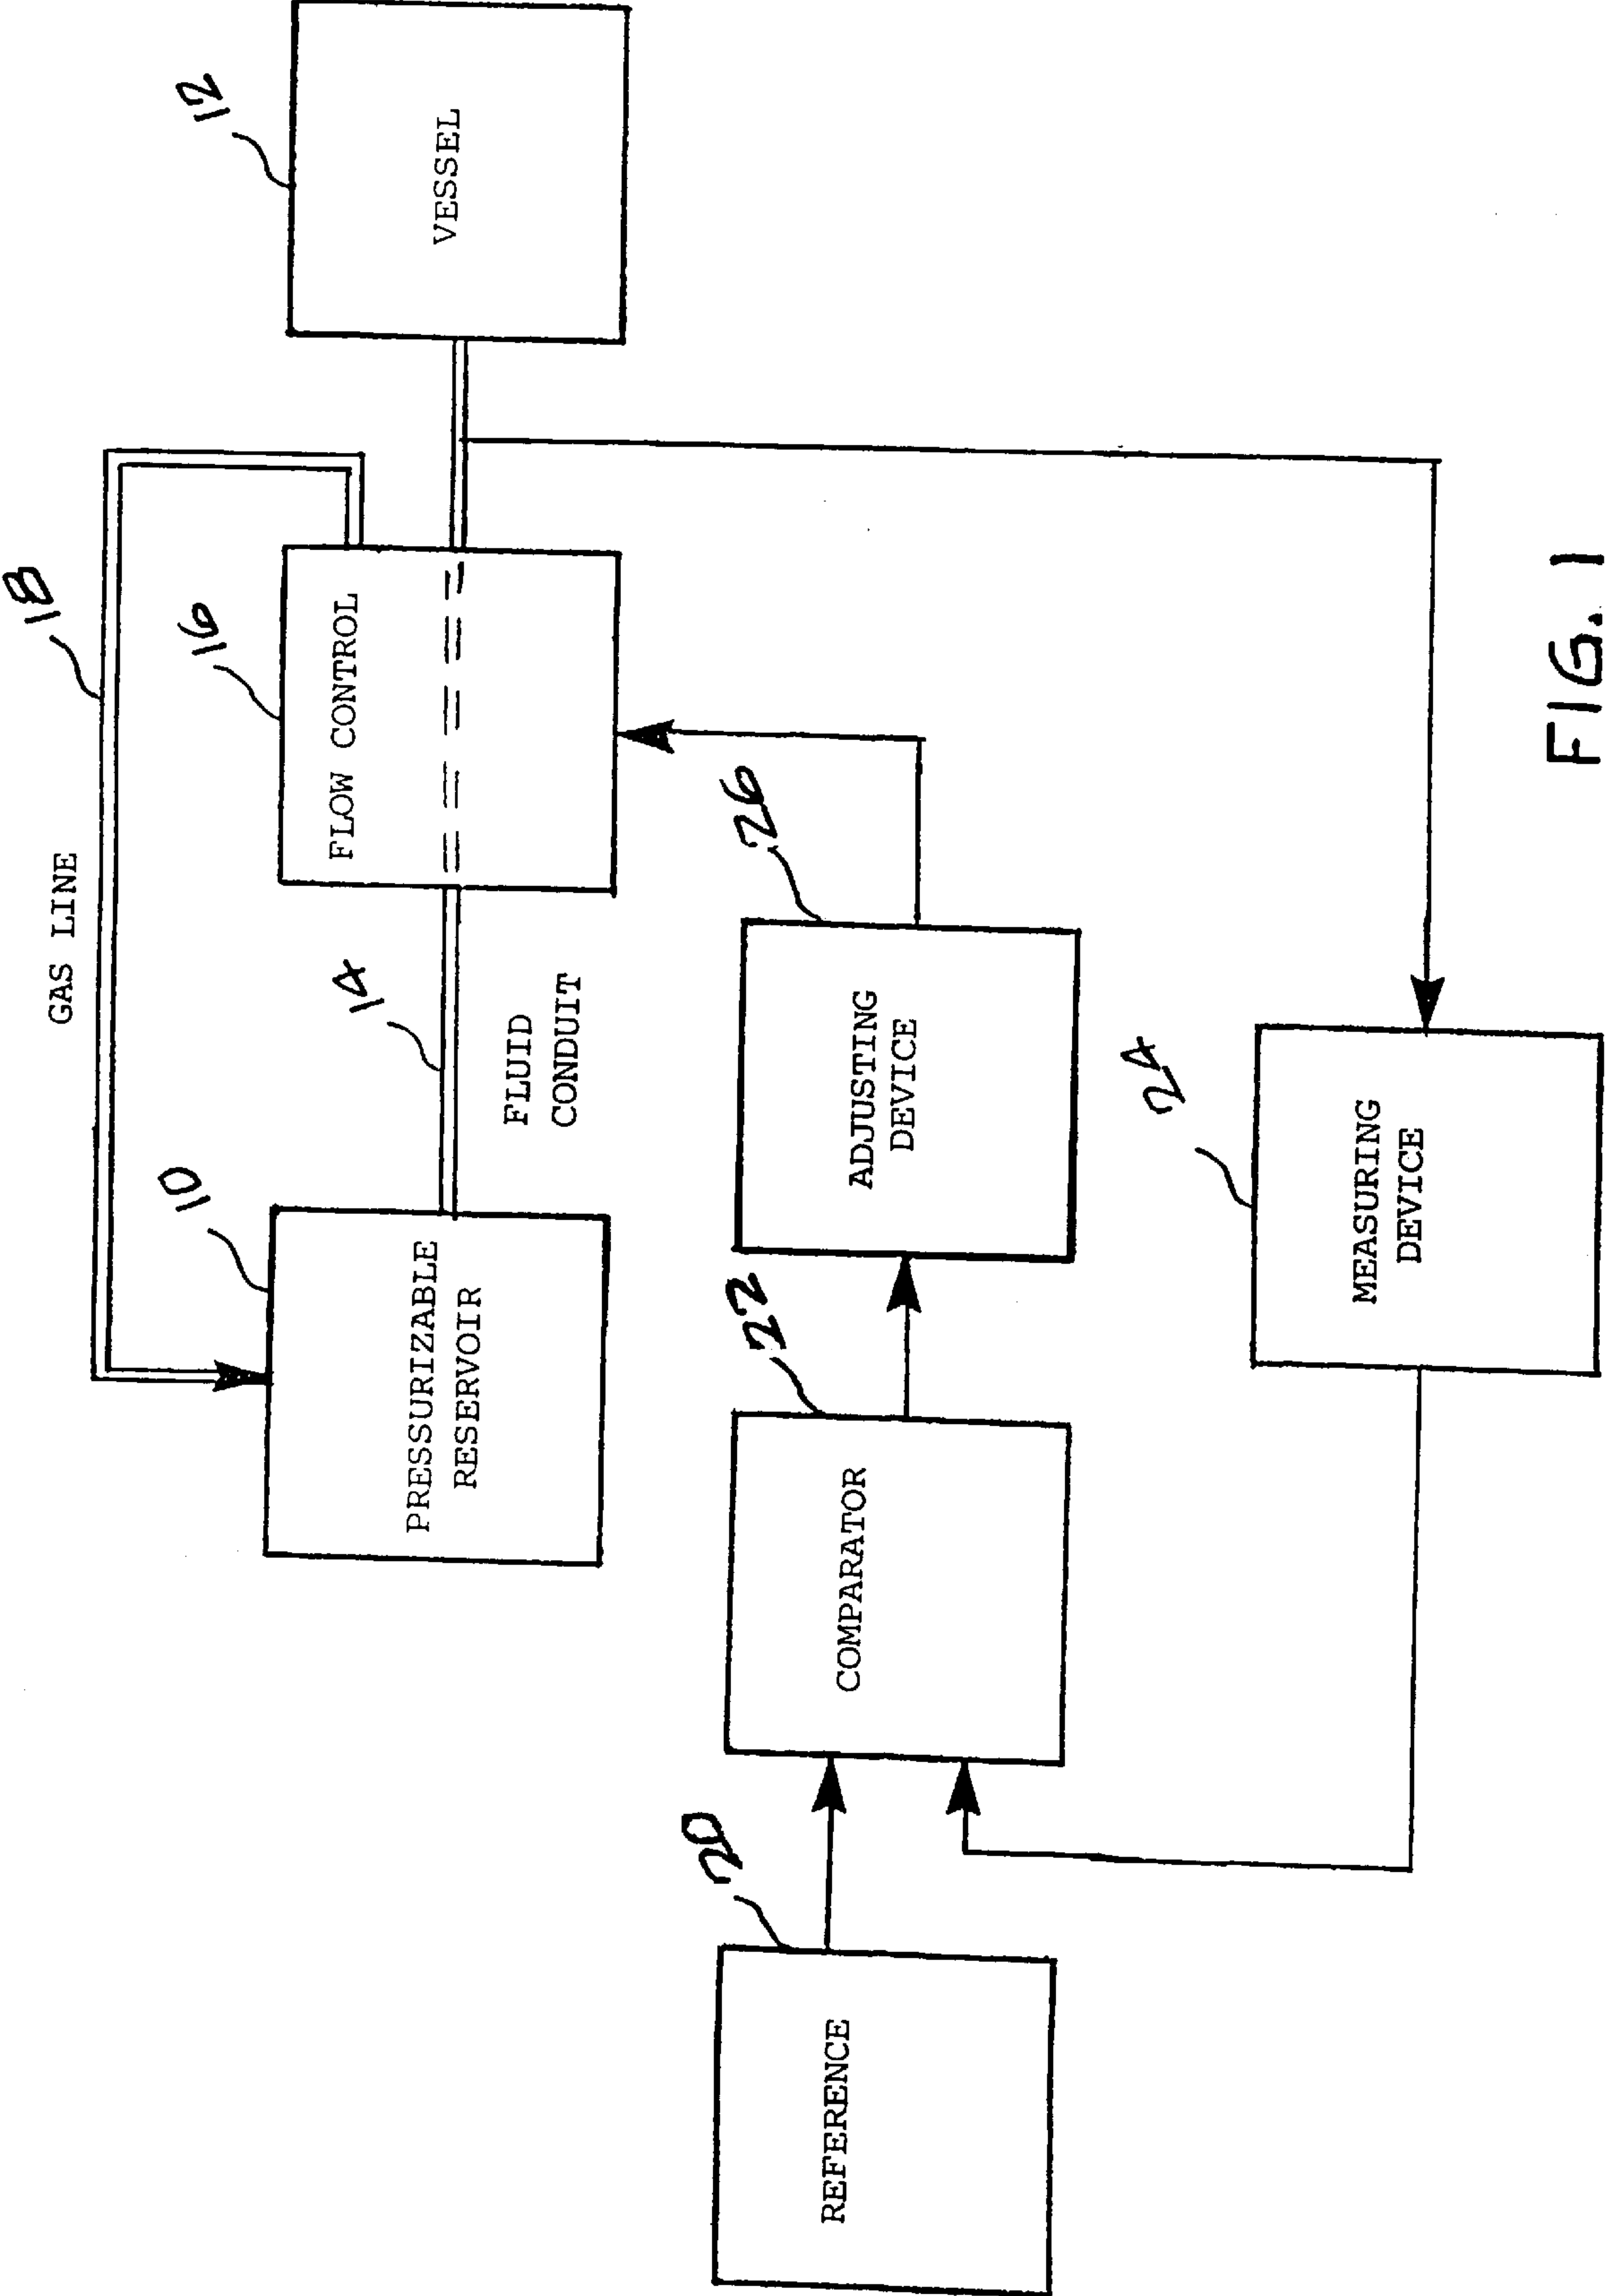 18
GAS LINE
10
16
12
PRESSURIZABLE
RESERVOIR
14
FLUID
CONDUIT
FLOW CONTROL
VESSEL
20
22
26
REFERENCE
COMPARATOR
ADJUSTING
DEVICE
24
MEASURING
DEVICE
FIG. 1